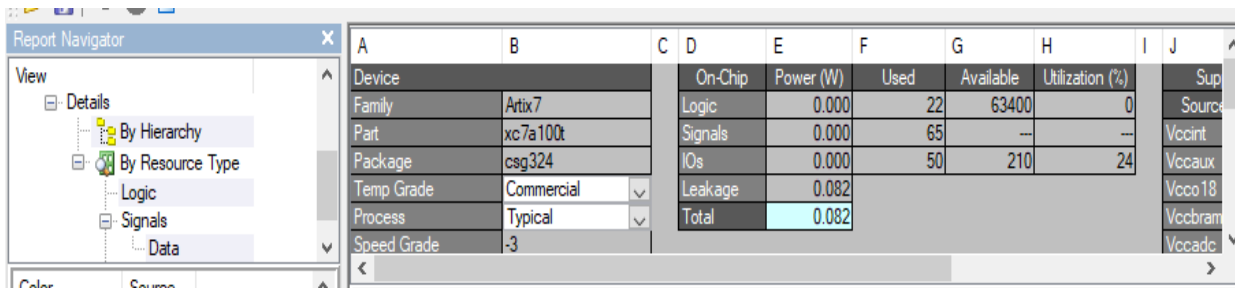 Report Navigator
View
Details
By Hierarchy
By Resource Type
Logic
Signals
Data
A B C D E F G H I J
Device On-Chip Power (W) Used Available Utilization (%) Sup
Family Artix7 Logic 0.000 22 63400 0 Source
Part xc7a100t Signals 0.000 65 --- --- Vccint
Package csg324 IOs 0.000 50 210 24 Vccaux
Temp Grade Commercial Leakage 0.082 Vcco18
Process Typical Total 0.082 Vccbram
Speed Grade -3 Vccadc
Color Source